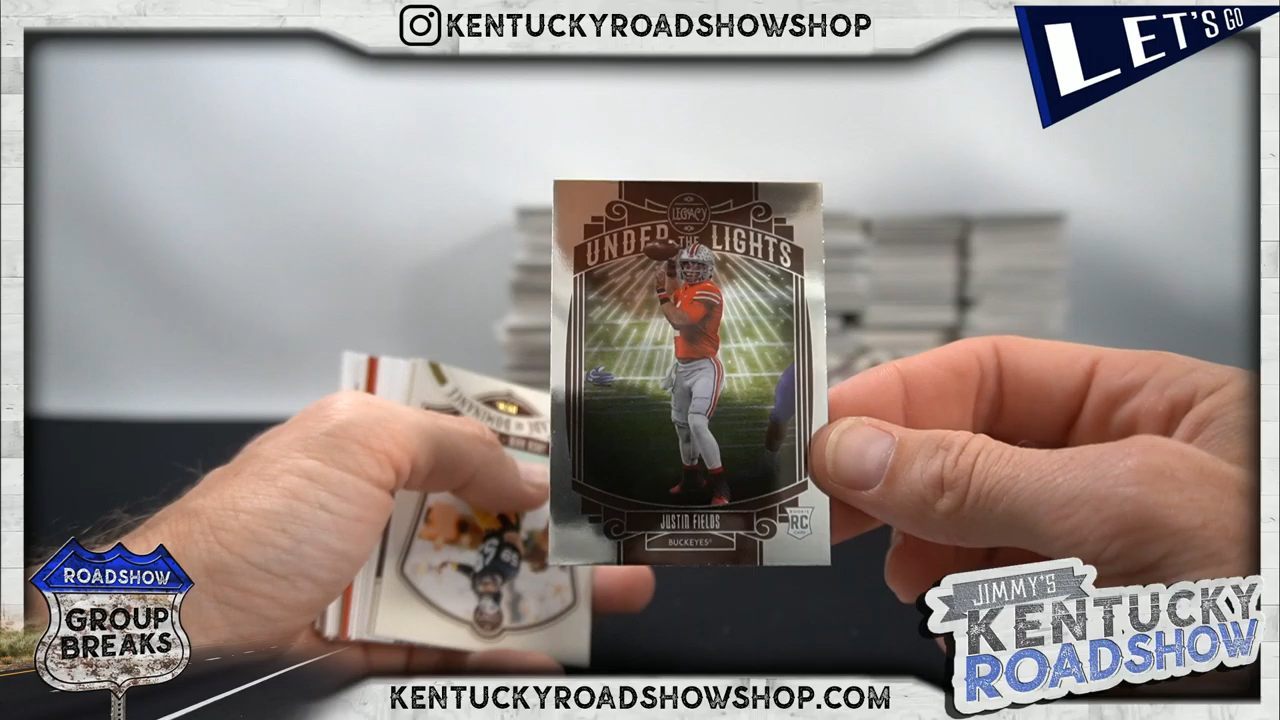 KENTUCKYROADSHOWSHOP
LET'S GO
LEGACY
UNDER THE LIGHTS
JUSTIN FIELDS
BUCKEYES
ROOKIE
RC
ROADSHOW
GROUP
BREAKS
JIMMY'S
KENTUCKY
ROADSHOW
KENTUCKYROADSHOWSHOP.COM